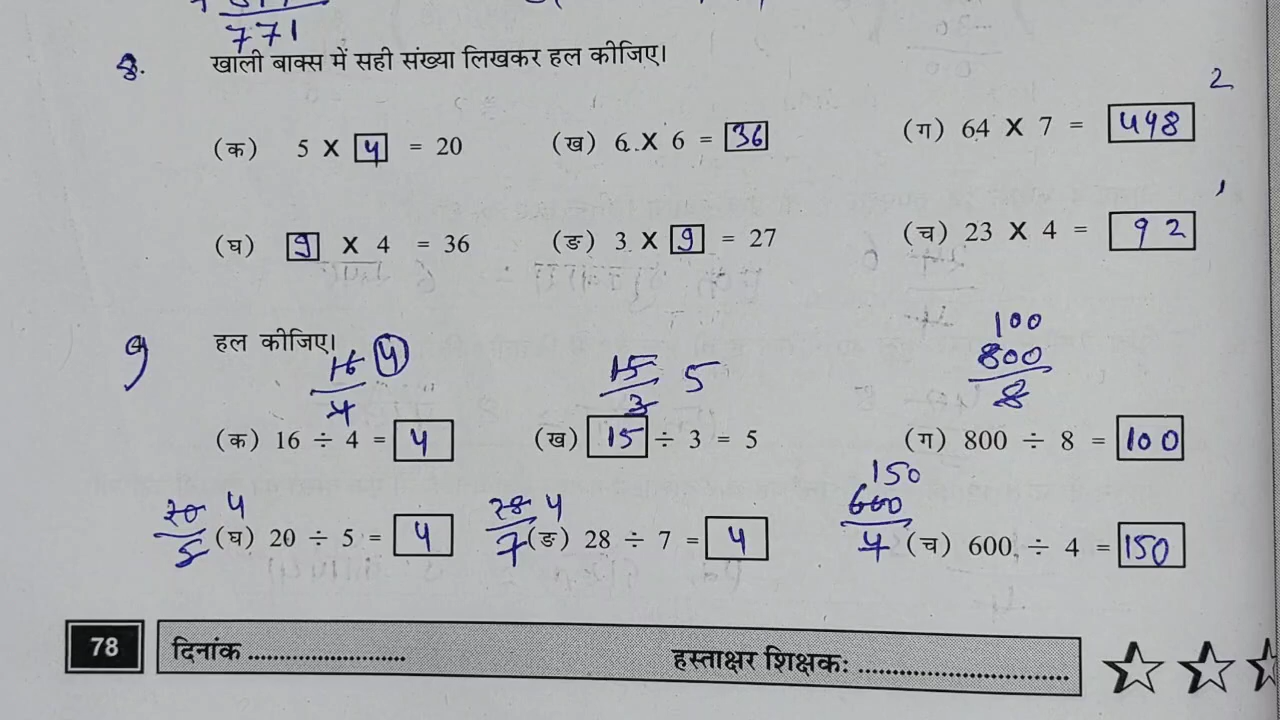 771
8. खाली बाक्स में सही संख्या लिखकर हल कीजिए।
2
(क) 5 X 4 = 20 (ख) 6 X 6 = 36 (ग) 64 X 7 = 448
(घ) 9 X 4 = 36 (ङ) 3 X 9 = 27 (च) 23 X 4 = 92
9 हल कीजिए।
16 4 15 5 100
4 3 800
8
(क) 16 ÷ 4 = 4 (ख) 15 ÷ 3 = 5 (ग) 800 ÷ 8 = 100
20 4 28 4 150
5 7 600
4
(घ) 20 ÷ 5 = 4 (ङ) 28 ÷ 7 = 4 (च) 600 ÷ 4 = 150
78 दिनांक ........................ हस्ताक्षर शिक्षक: ................................